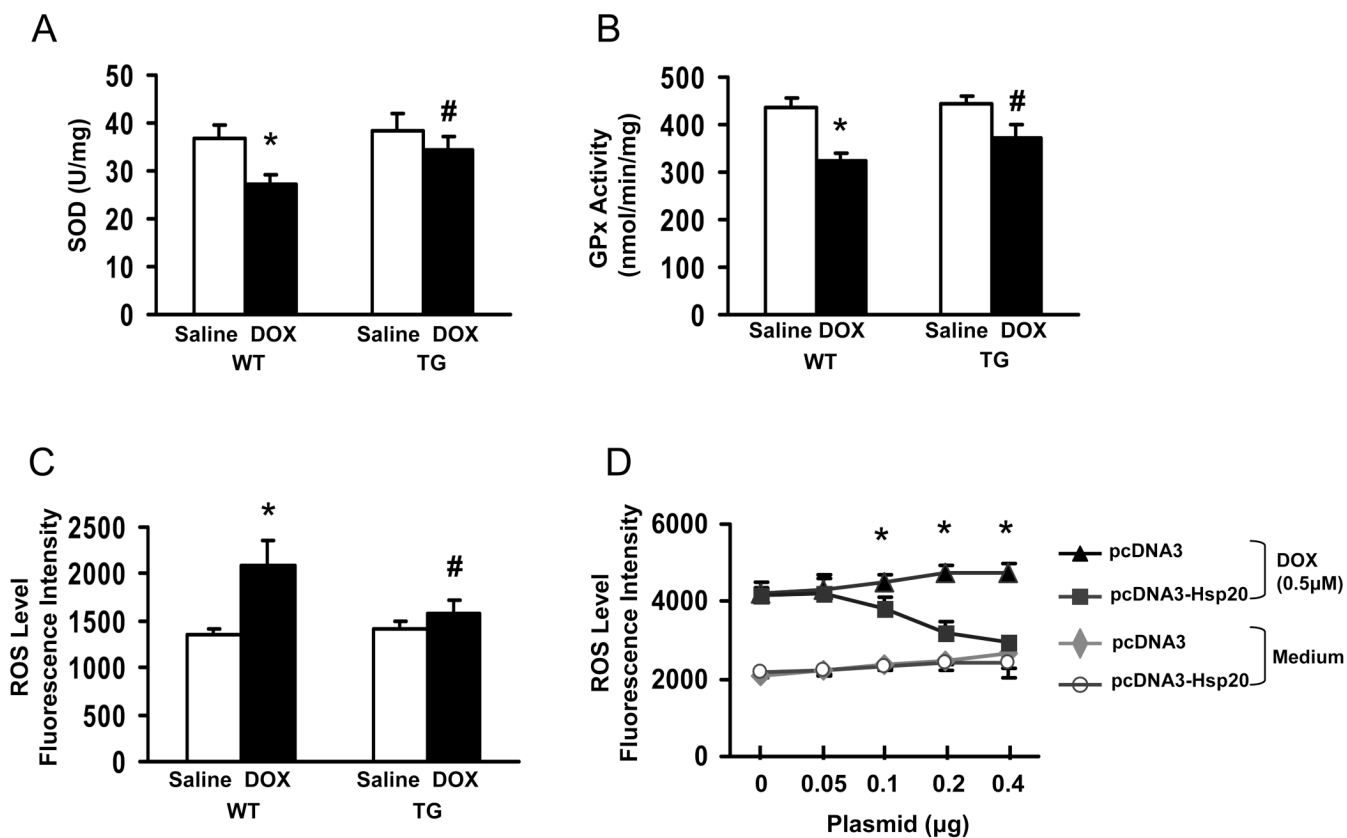 A
SOD (U/mg)
50
40
30
20
10
0
*
#
Saline DOX
Saline DOX
WT
TG
B
GPx Activity
(nmol/min/mg)
500
400
300
200
100
0
*
#
Saline DOX
Saline DOX
WT
TG
C
ROS Level
Fluorescence Intensity
2500
2000
1500
1000
500
0
*
#
Saline DOX
Saline DOX
WT
TG
D
ROS Level
Fluorescence Intensity
6000
4000
2000
0
* * *
0 0.05 0.1 0.2 0.4
Plasmid (µg)
pcDNA3
pcDNA3-Hsp20
DOX
(0.5µM)
pcDNA3
pcDNA3-Hsp20
Medium